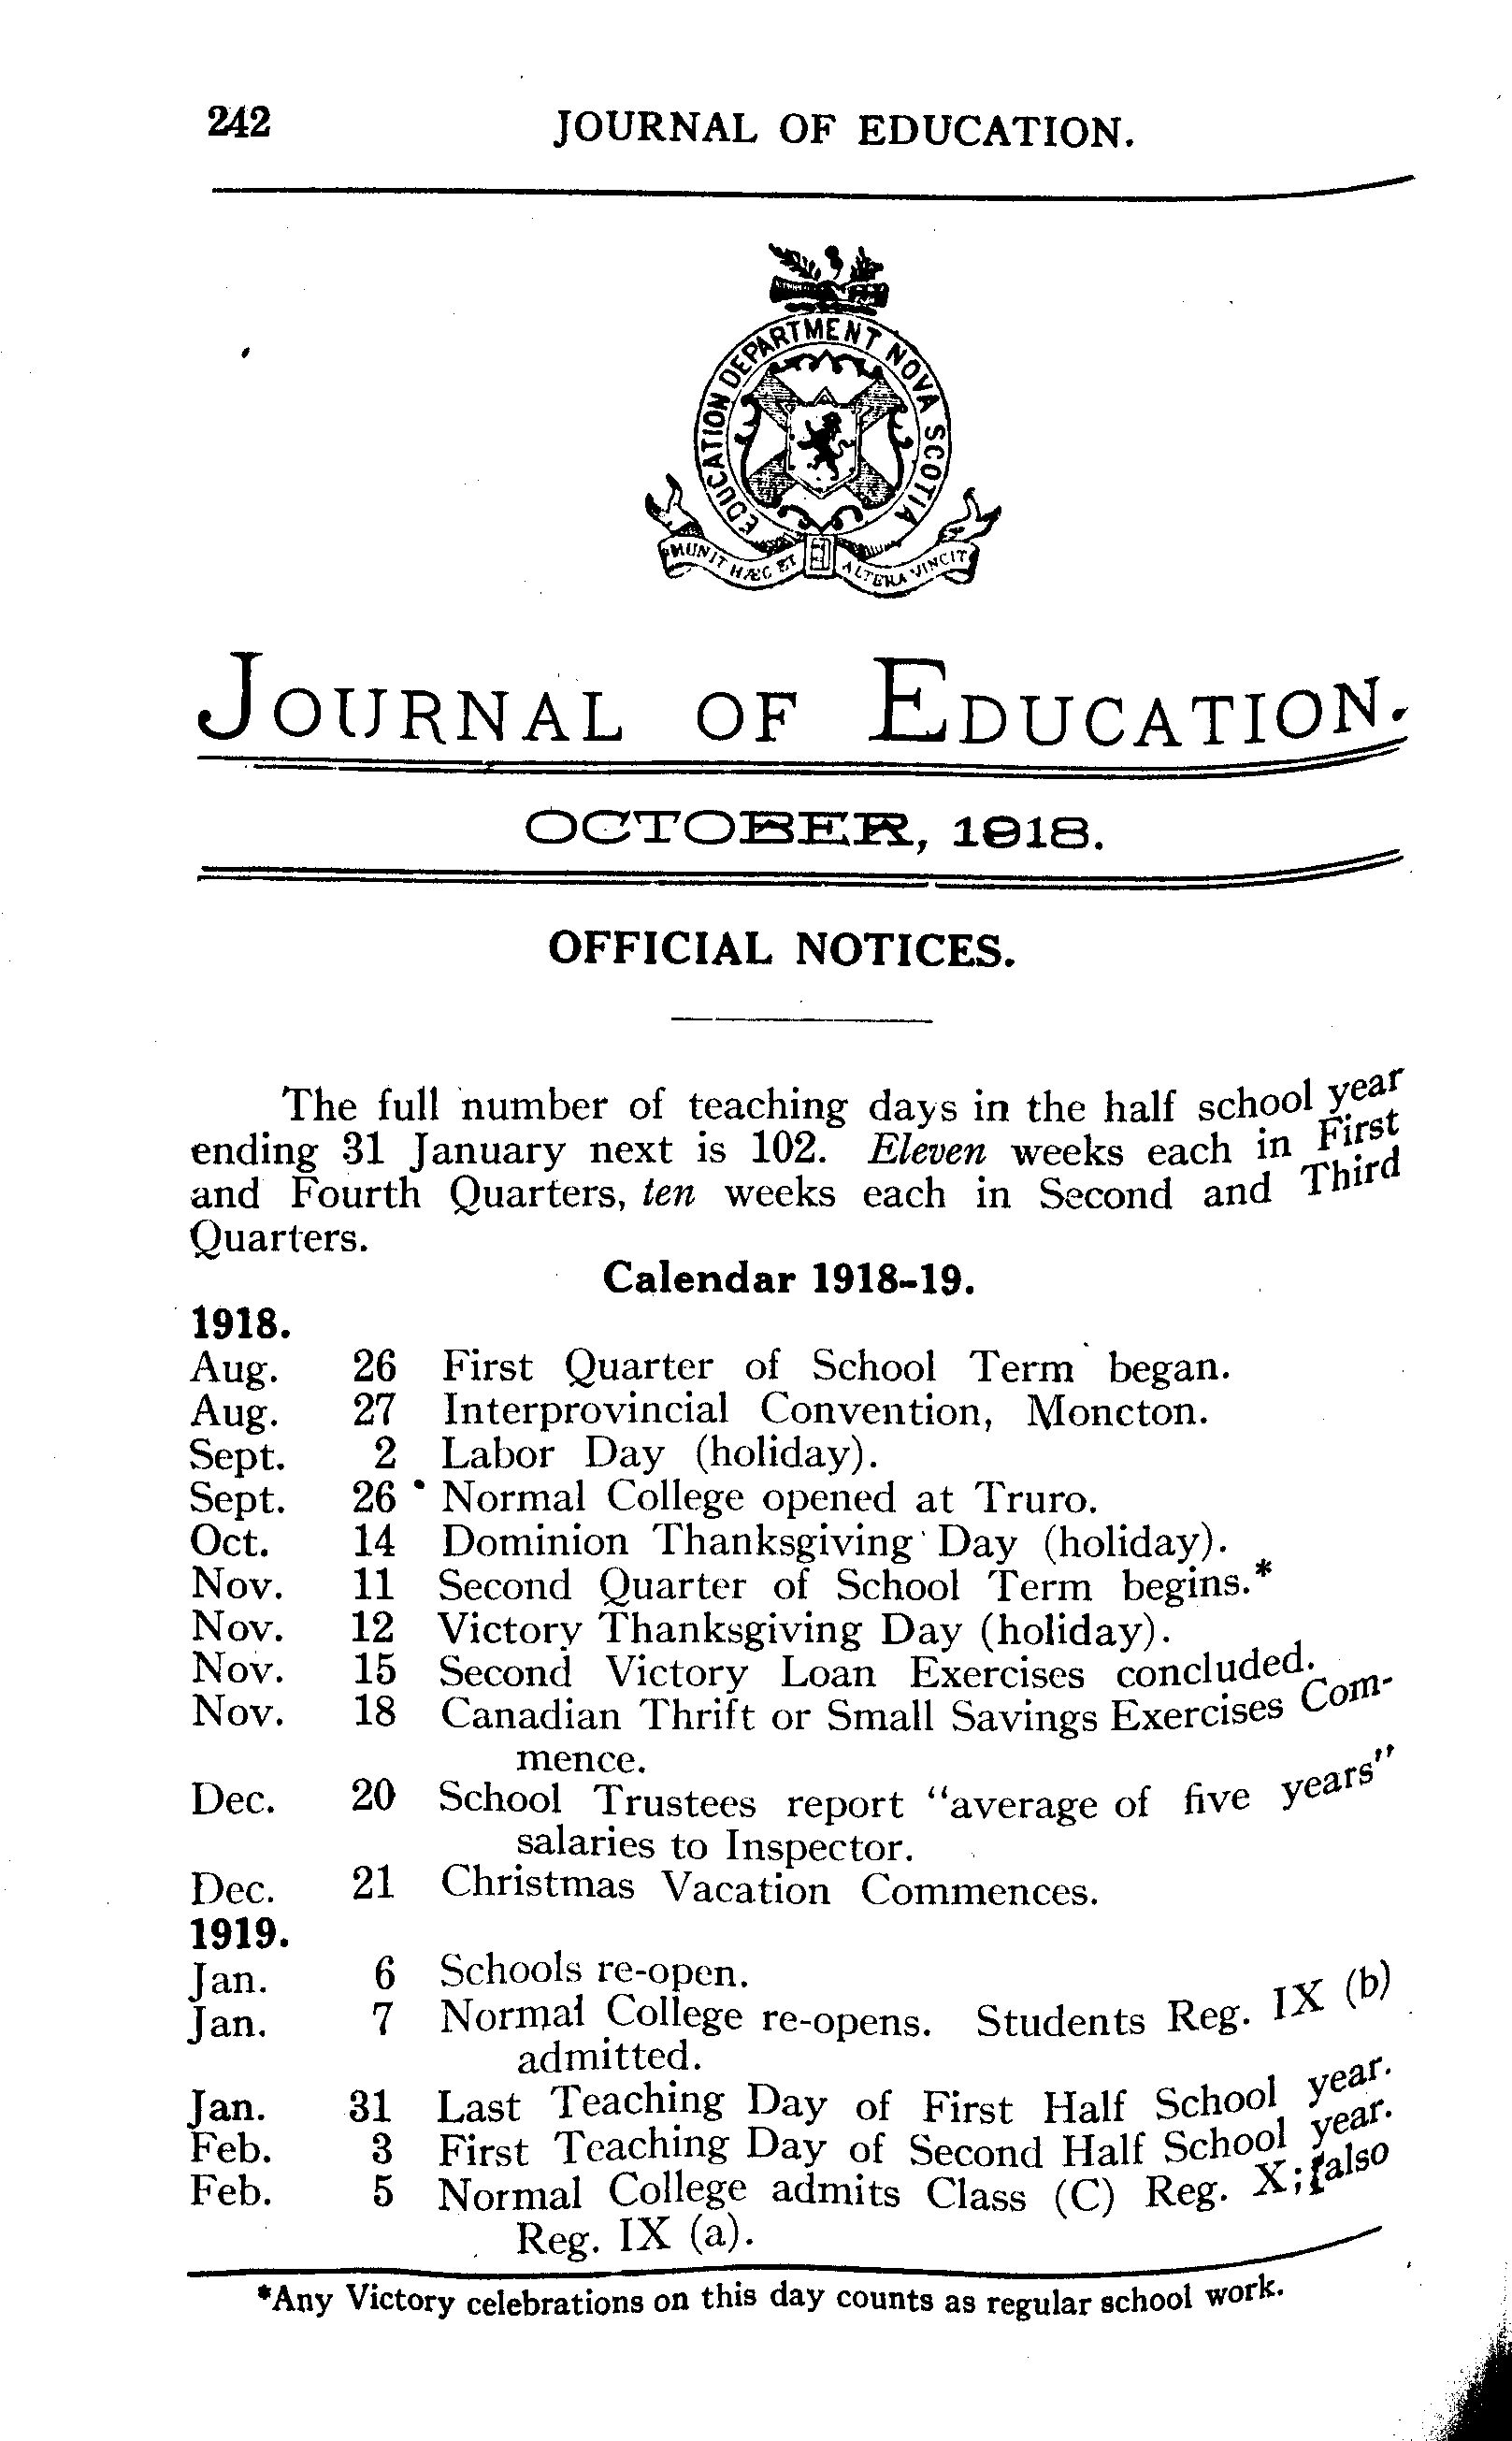 242 JOURNAL OF EDUCATION.
EDUCATION DEPARTMENT NOVA SCOTIA
MUNIT HÆC ET ALTERA VINCIT
JOURNAL OF EDUCATION.
OCTOBER, 1918.
OFFICIAL NOTICES.
The full number of teaching days in the half school year
ending 31 January next is 102. Eleven weeks each in First
and Fourth Quarters, ten weeks each in Second and Third
Quarters.
Calendar 1918-19.
1918.
Aug. 26 First Quarter of School Term began.
Aug. 27 Interprovincial Convention, Moncton.
Sept. 2 Labor Day (holiday).
Sept. 26 Normal College opened at Truro.
Oct. 14 Dominion Thanksgiving Day (holiday).
Nov. 11 Second Quarter of School Term begins.*
Nov. 12 Victory Thanksgiving Day (holiday).
Nov. 15 Second Victory Loan Exercises concluded.
Nov. 18 Canadian Thrift or Small Savings Exercises Com-
mence.
Dec. 20 School Trustees report "average of five years"
salaries to Inspector.
Dec. 21 Christmas Vacation Commences.
1919.
Jan. 6 Schools re-open.
Jan. 7 Normal College re-opens. Students Reg. IX (b)
admitted.
Jan. 31 Last Teaching Day of First Half School year.
Feb. 3 First Teaching Day of Second Half School year.
Feb. 5 Normal College admits Class (C) Reg. X; also
Reg. IX (a).
*Any Victory celebrations on this day counts as regular school work.